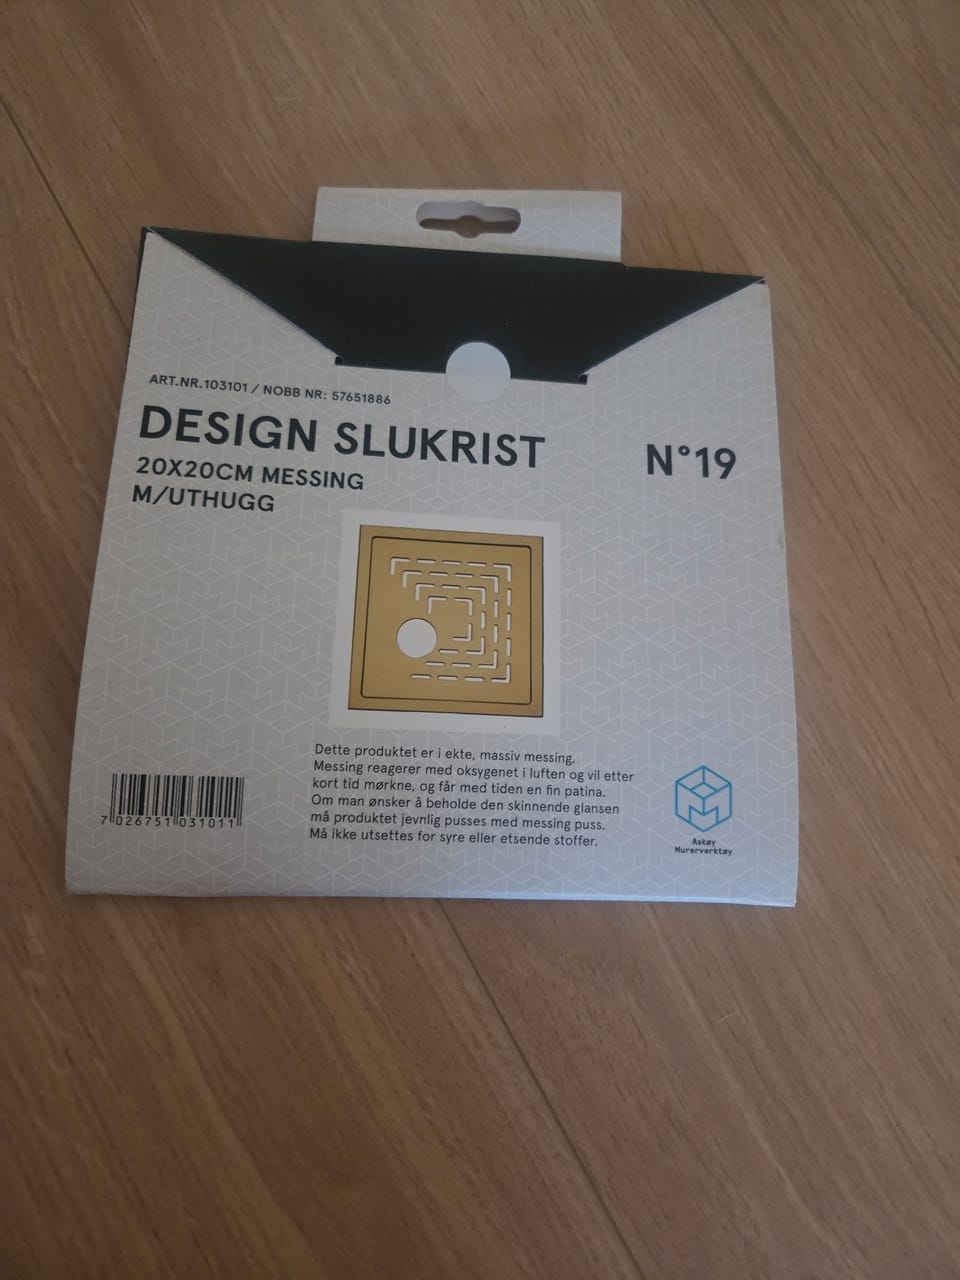 ART.NR.103101 / NOBB NR: 57651886
DESIGN SLUKRIST
N°19
20X20CM MESSING
M/UTHUGG
Dette produktet er i ekte, massiv messing.
Messing reagerer med oksygenet i luften og vil etter
kort tid mørkne, og får med tiden en fin patina.
Om man ønsker å beholde den skinnende glansen
må produktet jevnlig pusses med messing puss.
Må ikke utsettes for syre eller etsende stoffer.
7 026751 031011
Askøy
Murerverktøy